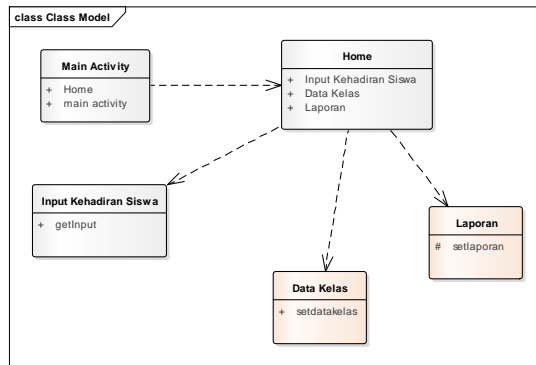 class Class Model
Main Activity
+ Home
+ main activity
Home
+ Input Kehadiran Siswa
+ Data Kelas
+ Laporan
Input Kehadiran Siswa
+ getInput
Laporan
# setlaporan
Data Kelas
+ setdatakelas